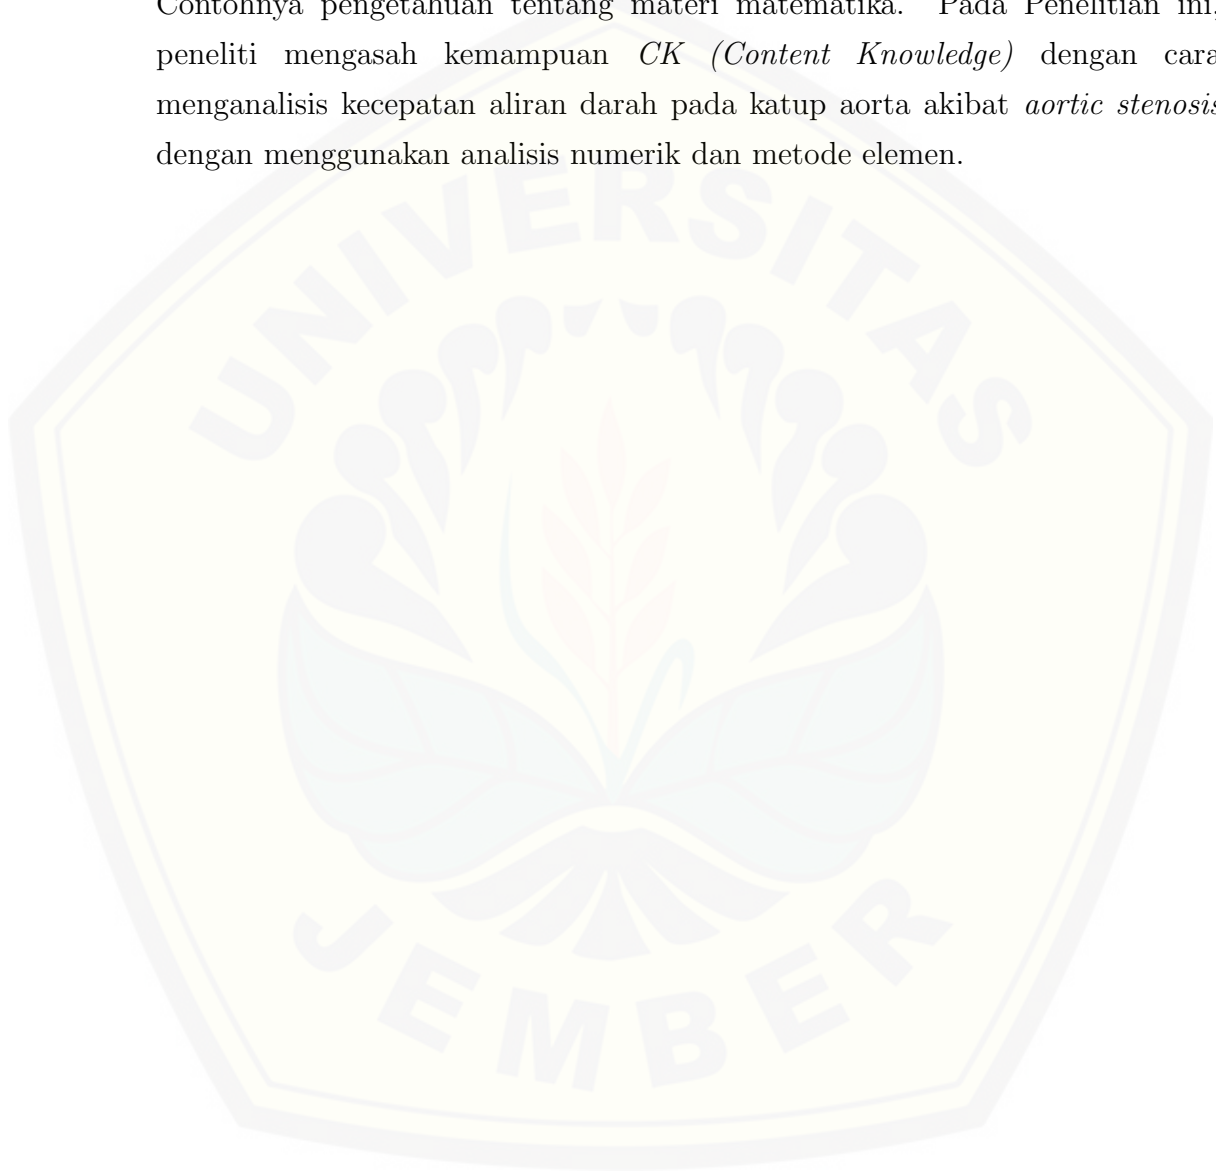 Contohnya pengetahuan tentang materi matematika. Pada Penelitian ini,
peneliti mengasah kemampuan CK (Content Knowledge) dengan cara
menganalisis kecepatan aliran darah pada katup aorta akibat aortic stenosis
dengan menggunakan analisis numerik dan metode elemen.
UNIVERSITAS
JEMBER